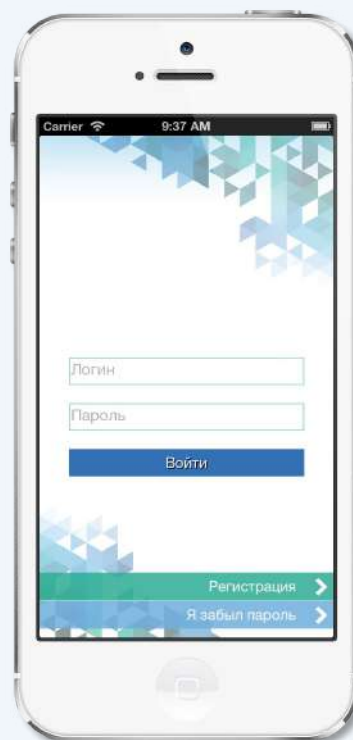 Carrier 9:37 AM
Логин
Пароль
Войти
Регистрация
Я забыл пароль